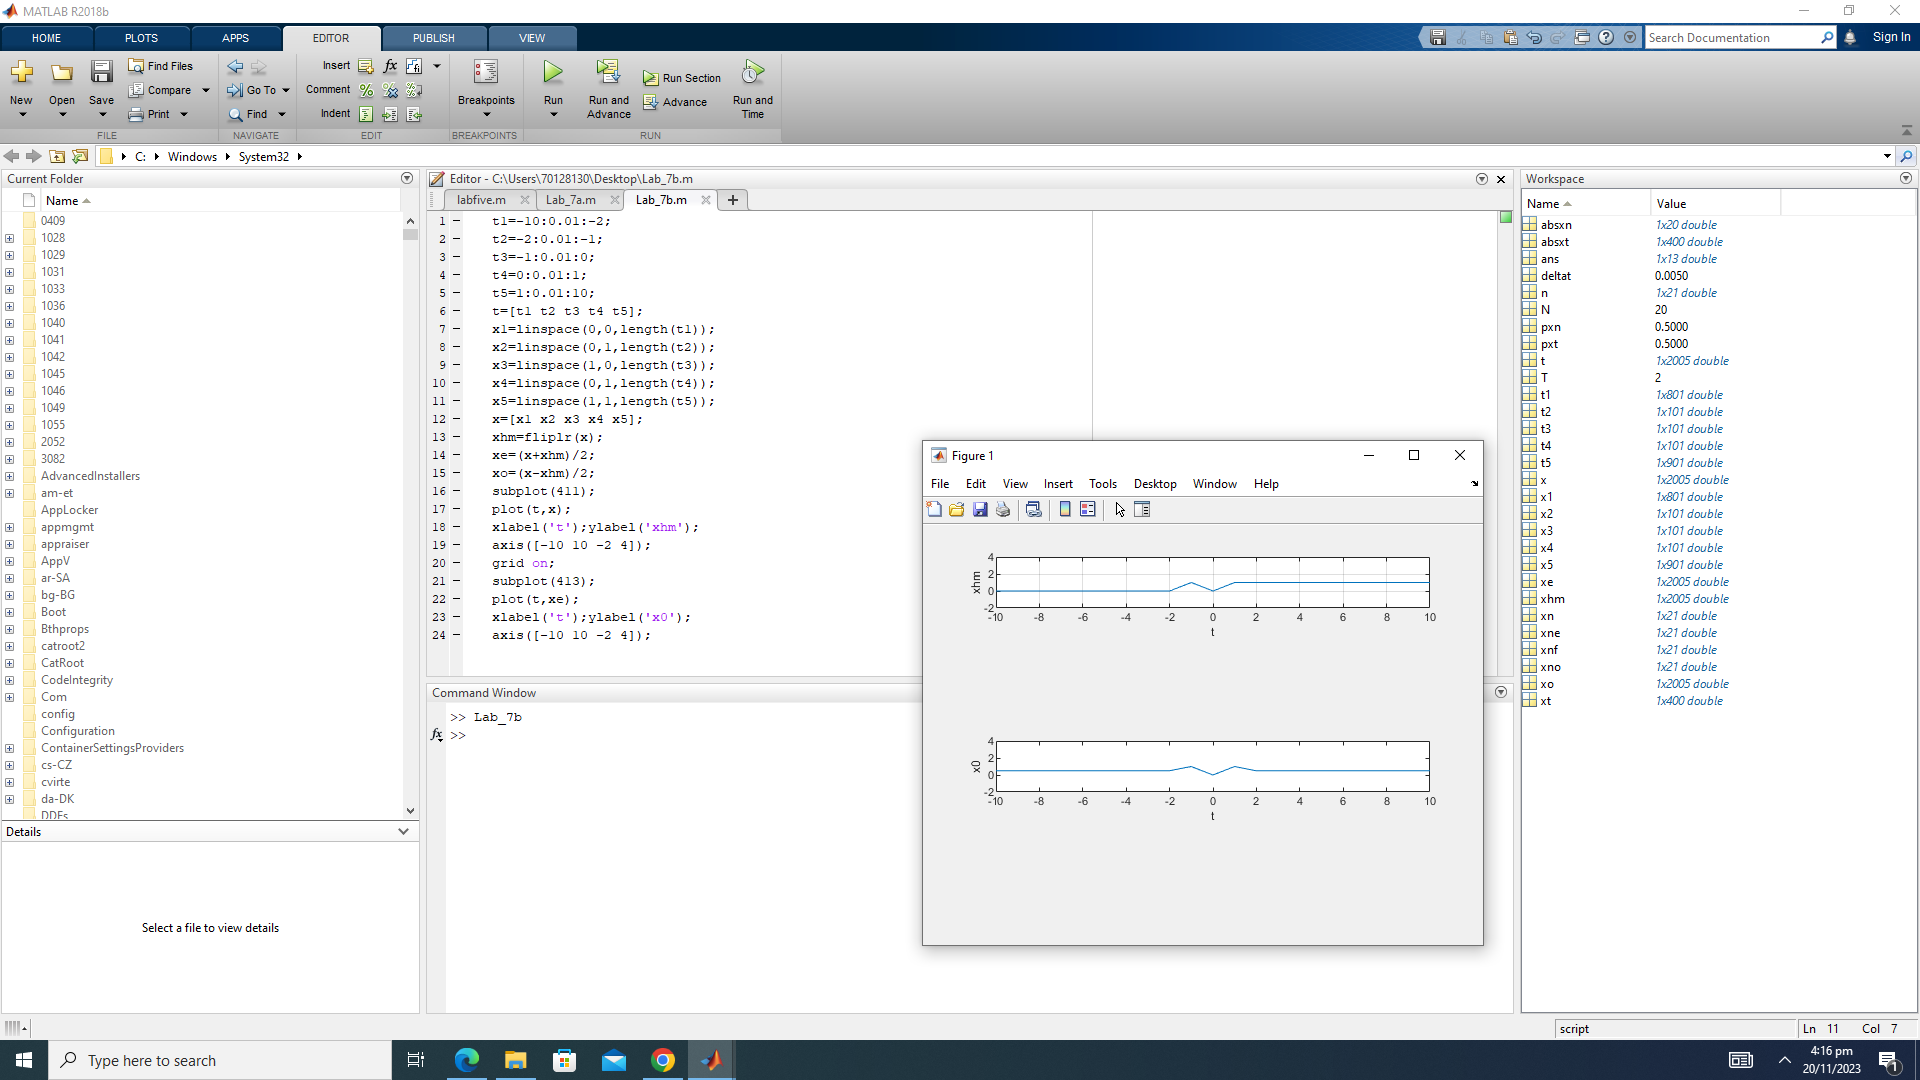 MATLAB R2018b
HOME PLOTS APPS EDITOR PUBLISH VIEW
Search Documentation
Sign In
New
Open
Save
Find Files
Compare
Print
FILE
Go To
Find
NAVIGATE
Insert
fx
Comment
Indent
EDIT
Breakpoints
BREAKPOINTS
Run
Run and Advance
Run Section
Advance
Run and Time
RUN
C: Windows System32
Current Folder
Name
0409
1028
1029
1031
1033
1036
1040
1041
1042
1045
1046
1049
1055
2052
3082
AdvancedInstallers
am-et
AppLocker
appmgmt
appraiser
AppV
ar-SA
bg-BG
Boot
Bthprops
catroot2
CatRoot
CodeIntegrity
Com
config
Configuration
ContainerSettingsProviders
cs-CZ
cvirte
da-DK
DDFs
Details
Select a file to view details
Editor - C:\Users\70128130\Desktop\Lab_7b.m
labfive.m Lab_7a.m Lab_7b.m
1 t1=-10:0.01:-2;
2 t2=-2:0.01:-1;
3 t3=-1:0.01:0;
4 t4=0:0.01:1;
5 t5=1:0.01:10;
6 t=[t1 t2 t3 t4 t5];
7 x1=linspace(0,0,length(t1));
8 x2=linspace(0,1,length(t2));
9 x3=linspace(1,0,length(t3));
10 x4=linspace(0,1,length(t4));
11 x5=linspace(1,1,length(t5));
12 x=[x1 x2 x3 x4 x5];
13 xhm=fliplr(x);
14 xe=(x+xhm)/2;
15 xo=(x-xhm)/2;
16 subplot(411);
17 plot(t,x);
18 xlabel('t');ylabel('xhm');
19 axis([-10 10 -2 4]);
20 grid on;
21 subplot(413);
22 plot(t,xe);
23 xlabel('t');ylabel('x0');
24 axis([-10 10 -2 4]);
Command Window
>> Lab_7b
fx >>
Figure 1
File Edit View Insert Tools Desktop Window Help
xhm
4
2
0
-2
-10 -8 -6 -4 -2 0 2 4 6 8 10
t
x0
4
2
0
-2
-10 -8 -6 -4 -2 0 2 4 6 8 10
t
Workspace
Name Value
absxn 1x20 double
absxt 1x400 double
ans 1x13 double
deltat 0.0050
n 1x21 double
N 20
pxn 0.5000
pxt 0.5000
t 1x2005 double
T 2
t1 1x801 double
t2 1x101 double
t3 1x101 double
t4 1x101 double
t5 1x901 double
x 1x2005 double
x1 1x801 double
x2 1x101 double
x3 1x101 double
x4 1x101 double
x5 1x901 double
xe 1x2005 double
xhm 1x2005 double
xn 1x21 double
xne 1x21 double
xnf 1x21 double
xno 1x21 double
xo 1x2005 double
xt 1x400 double
script
Ln 11 Col 7
Type here to search
4:16 pm
20/11/2023
1